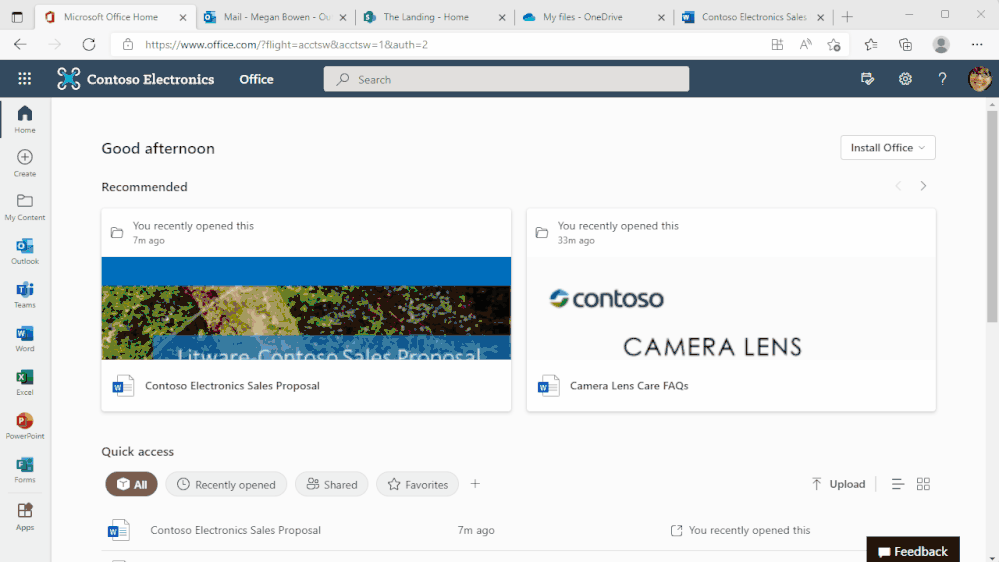 Microsoft Office Home
Mail - Megan Bowen - Ou
The Landing - Home
My files - OneDrive
Contoso Electronics Sales
https://www.office.com/?flight=acctsw&acctsw=1&auth=2
Contoso Electronics
Office
Search
Home
Create
My Content
Outlook
Teams
Word
Excel
PowerPoint
Forms
Apps
Good afternoon
Install Office
Recommended
You recently opened this
7m ago
Litware-Contoso Sales Proposal
Contoso Electronics Sales Proposal
You recently opened this
33m ago
contoso
CAMERA LENS
Camera Lens Care FAQs
Quick access
All
Recently opened
Shared
Favorites
Upload
Contoso Electronics Sales Proposal
7m ago
You recently opened this
Feedback